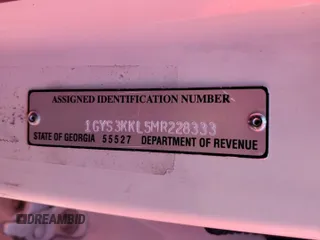 ASSIGNED IDENTIFICATION NUMBER
1GYS3KKL5MR228333
STATE OF GEORGIA 55527 DEPARTMENT OF REVENUE
DREAMBID